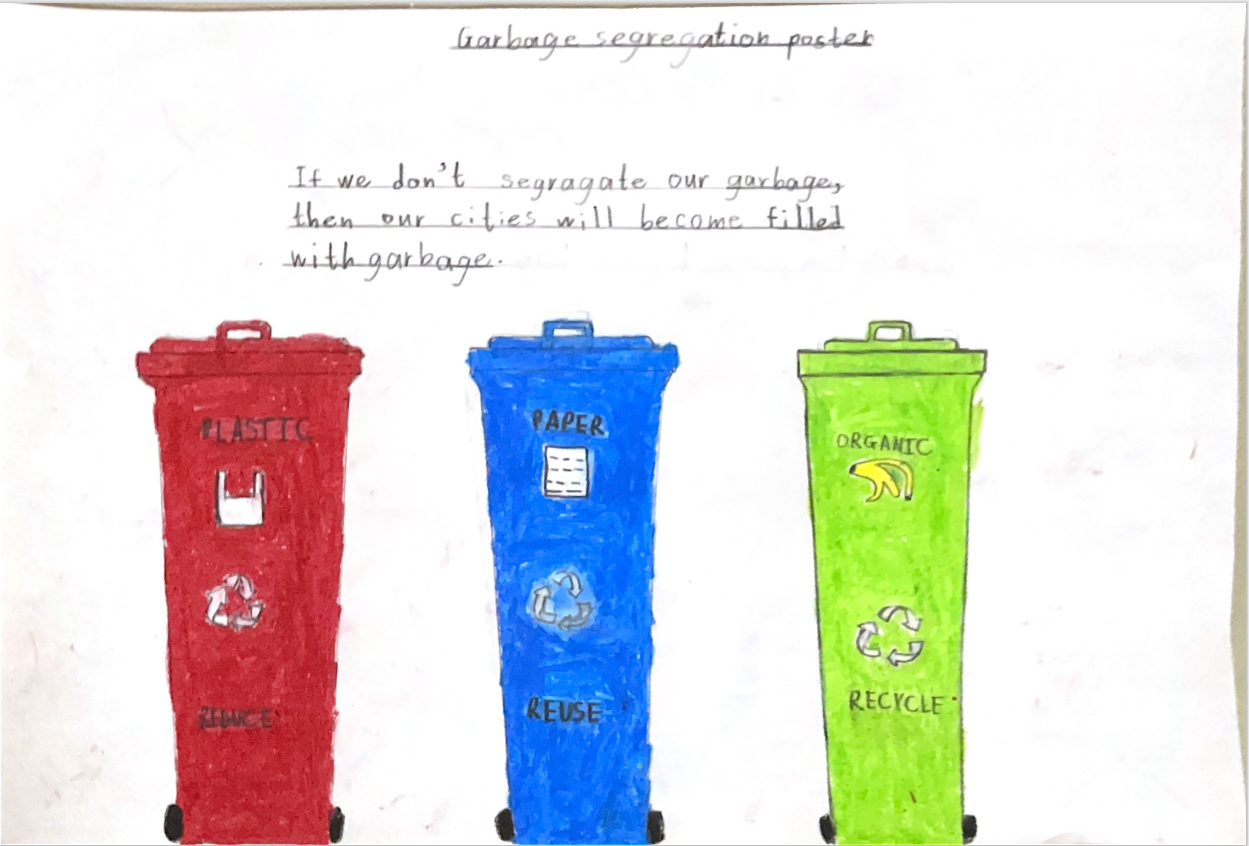 Garbage segregation poster
If we don't segragate our garbage,
then our cities will become filled
with garbage.
PLASTIC
PAPER
ORGANIC
REDUCE
REUSE
RECYCLE